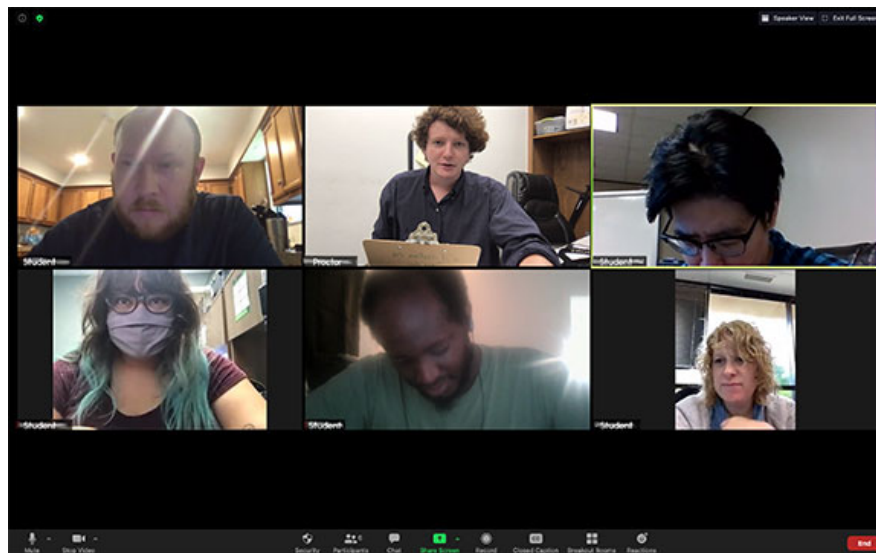 Speaker View Exit Full Screen
Student
Proctor
Student
Student
Student
Student
Mute
Stop Video
Security
Participants
Chat
Share Screen
Record
Closed Caption
Breakout Rooms
Reactions
End